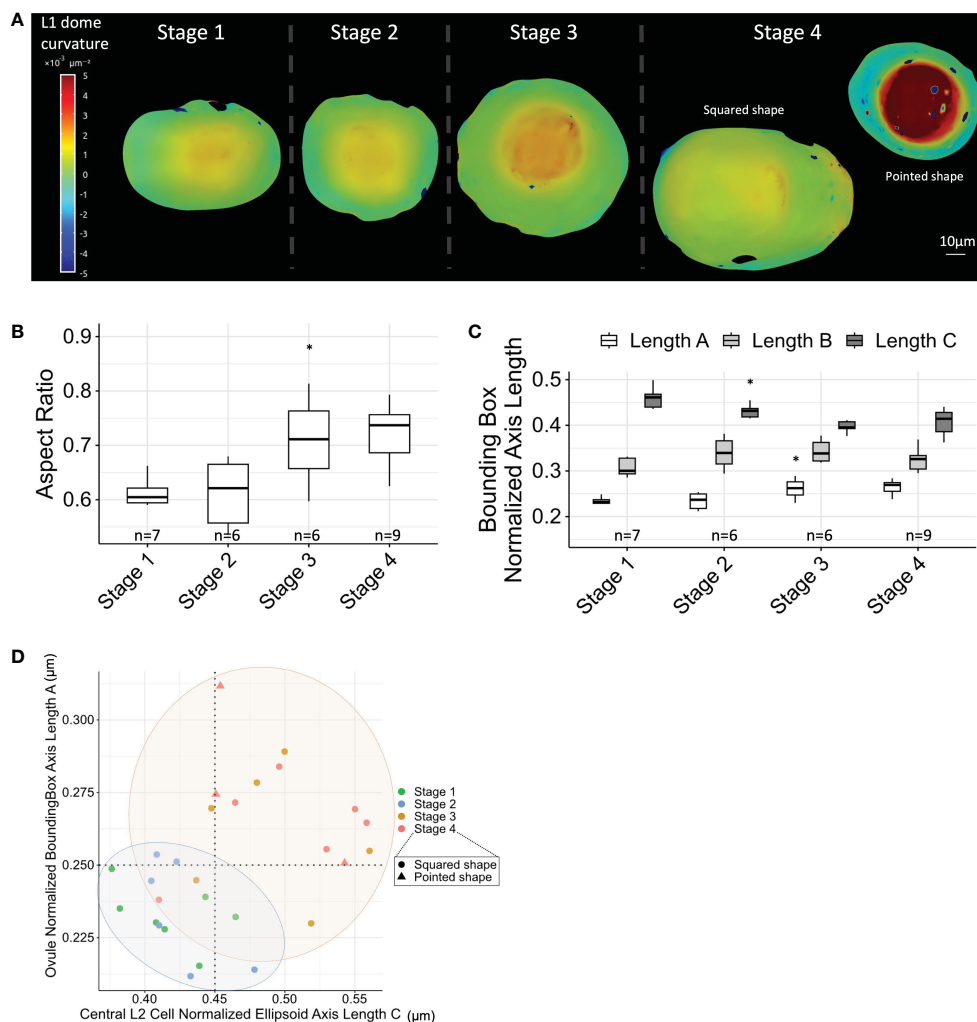 A
L1 dome
curvature
×10⁻³ μm⁻²
5
4
3
2
1
0
-1
-2
-3
-4
-5
Stage 1
Stage 2
Stage 3
Stage 4
Squared shape
Pointed shape
10μm
B
Aspect Ratio
0.9
0.8
0.7
0.6
*
n=7
n=6
n=6
n=9
Stage 1
Stage 2
Stage 3
Stage 4
C
Length A
Length B
Length C
Bounding Box
Normalized Axis Length
0.5
0.4
0.3
0.2
*
*
n=7
n=6
n=6
n=9
Stage 1
Stage 2
Stage 3
Stage 4
D
Ovule Normalized BoundingBox Axis Length A (μm)
0.300
0.275
0.250
0.225
0.40
0.45
0.50
0.55
Central L2 Cell Normalized Ellipsoid Axis Length C (μm)
Stage 1
Stage 2
Stage 3
Stage 4
Squared shape
Pointed shape